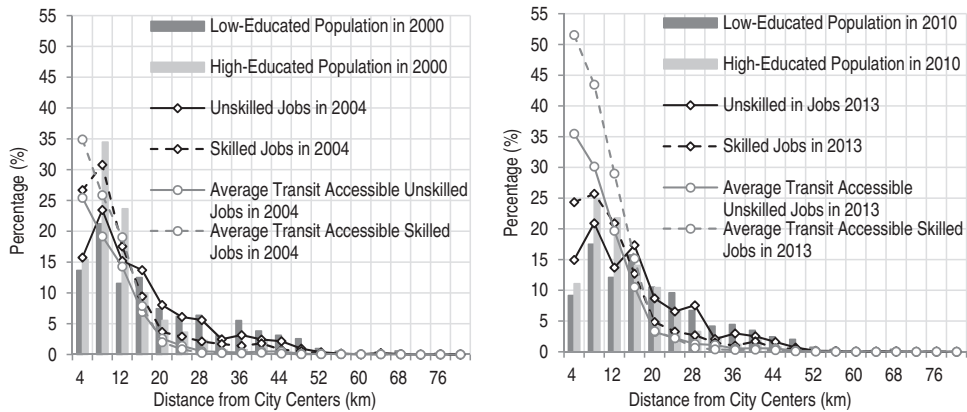 55
50
45
40
35
30
25
20
15
10
5
0
Percentage (%)
Low-Educated Population in 2000
High-Educated Population in 2000
Unskilled Jobs in 2004
Skilled Jobs in 2004
Average Transit Accessible Unskilled
Jobs in 2004
Average Transit Accessible Skilled
Jobs in 2004
4 12 20 28 36 44 52 60 68 76
Distance from City Centers (km)
55
50
45
40
35
30
25
20
15
10
5
0
Percentage (%)
Low-Educated Population in 2010
High-Educated Population in 2010
Unskilled in Jobs 2013
Skilled Jobs in 2013
Average Transit Accessible
Unskilled Jobs in 2013
Average Transit Accessible Skilled
Jobs in 2013
4 12 20 28 36 44 52 60 68 76
Distance from City Centers (km)